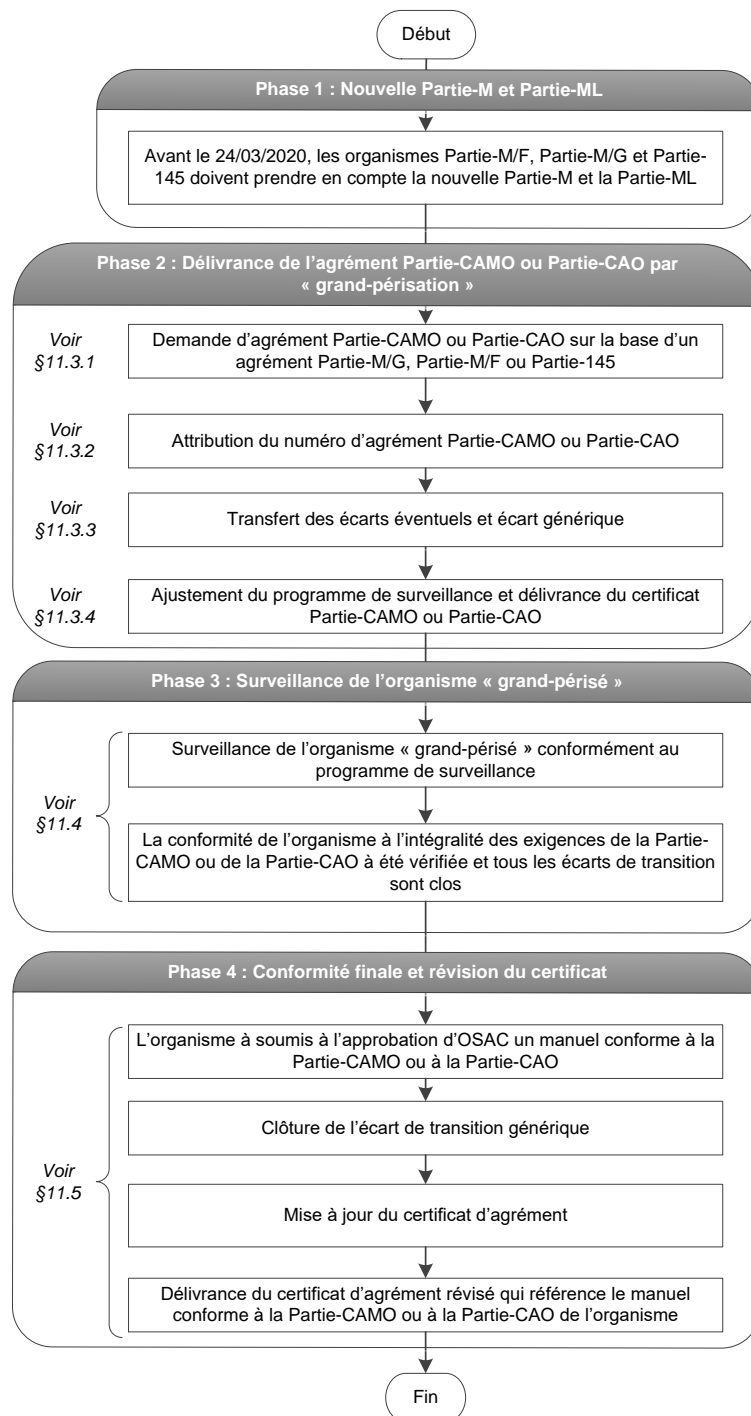 Début
Phase 1 : Nouvelle Partie-M et Partie-ML
Avant le 24/03/2020, les organismes Partie-M/F, Partie-M/G et Partie-
145 doivent prendre en compte la nouvelle Partie-M et la Partie-ML
Phase 2 : Délivrance de l’agrément Partie-CAMO ou Partie-CAO par
« grand-périsation »
Voir
§11.3.1
Demande d’agrément Partie-CAMO ou Partie-CAO sur la base d’un
agrément Partie-M/G, Partie-M/F ou Partie-145
Voir
§11.3.2
Attribution du numéro d’agrément Partie-CAMO ou Partie-CAO
Voir
§11.3.3
Transfert des écarts éventuels et écart générique
Voir
§11.3.4
Ajustement du programme de surveillance et délivrance du certificat
Partie-CAMO ou Partie-CAO
Phase 3 : Surveillance de l’organisme « grand-périsé »
Voir
§11.4
Surveillance de l’organisme « grand-périsé » conformément au
programme de surveillance
La conformité de l’organisme à l’intégralité des exigences de la Partie-
CAMO ou de la Partie-CAO à été vérifiée et tous les écarts de transition
sont clos
Phase 4 : Conformité finale et révision du certificat
Voir
§11.5
L’organisme à soumis à l’approbation d’OSAC un manuel conforme à la
Partie-CAMO ou à la Partie-CAO
Clôture de l’écart de transition générique
Mise à jour du certificat d’agrément
Délivrance du certificat d’agrément révisé qui référence le manuel
conforme à la Partie-CAMO ou à la Partie-CAO de l’organisme
Fin